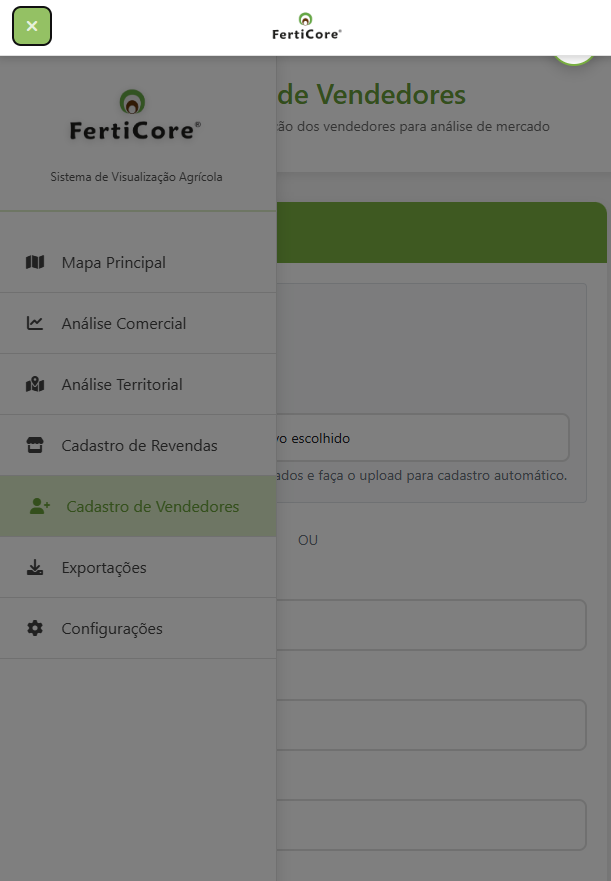 FertiCore®
FertiCore®
Sistema de Visualização Agrícola
de Vendedores
ão dos vendedores para análise de mercado
Mapa Principal
Análise Comercial
Análise Territorial
Cadastro de Revendas
Cadastro de Vendedores
Exportações
Configurações
vo escolhido
ados e faça o upload para cadastro automático.
OU